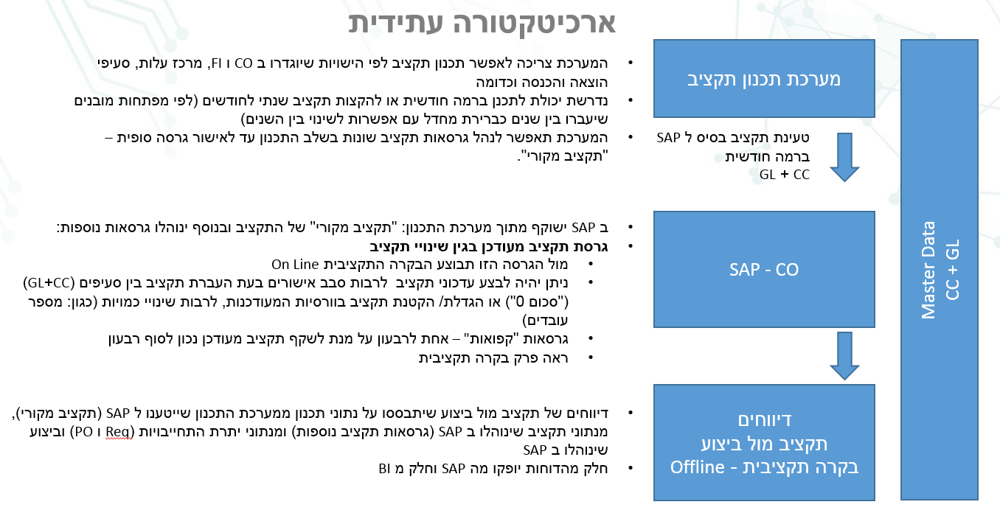 ארכיטקטורה עתידית
מערכת תכנון תקציב
• המערכת צריכה לאפשר תכנון תקציב לפי הישויות שיוגדרו ב CO ו FI, מרכז עלות, סעיפי
הוצאה והכנסה וכדומה
• נדרשת יכולת לתכנן ברמה חודשית או להקצות תקציב שנתי לחודשים (לפי מפתחות מובנים
שיעברו בין שנים כברירת מחדל עם אפשרות לשינוי בין השנים)
• המערכת תאפשר לנהל גרסאות תקציב שונות בשלב התכנון עד לאישור גרסה סופית –
"תקציב מקורי".
טעינת תקציב בסיס ל SAP
ברמה חודשית
GL + CC
Master Data
CC + GL
SAP - CO
• ב SAP ישוקף מתוך מערכת התכנון: "תקציב מקורי" של התקציב ובנוסף ינוהלו גרסאות נוספות:
• גרסת תקציב מעודכן בגין שינויי תקציב
• מול הגרסה הזו תבוצע הבקרה התקציבית On Line
• ניתן יהיה לבצע עדכוני תקציב לרבות סבב אישורים בעת העברת תקציב בין סעיפים (GL+CC)
("סכום 0") או הגדלת/ הקטנת תקציב בוורסיות המעודכנות, לרבות שינויי כמויות (כגון: מספר
עובדים)
• גרסאות "קפואות" – אחת לרבעון על מנת לשקף תקציב מעודכן נכון לסוף רבעון
• ראה פרק בקרה תקציבית
דיווחים
תקציב מול ביצוע
בקרה תקציבית - Offline
• דיווחים של תקציב מול ביצוע שיתבססו על נתוני תכנון ממערכת התכנון שייטענו ל SAP (תקציב מקורי),
מנתוני תקציב שינוהלו ב SAP (גרסאות תקציב נוספות) ומנתוני יתרת התחייבויות (Req ו PO) וביצוע
שינוהלו ב SAP
• חלק מהדוחות יופקו מה SAP וחלק מ BI